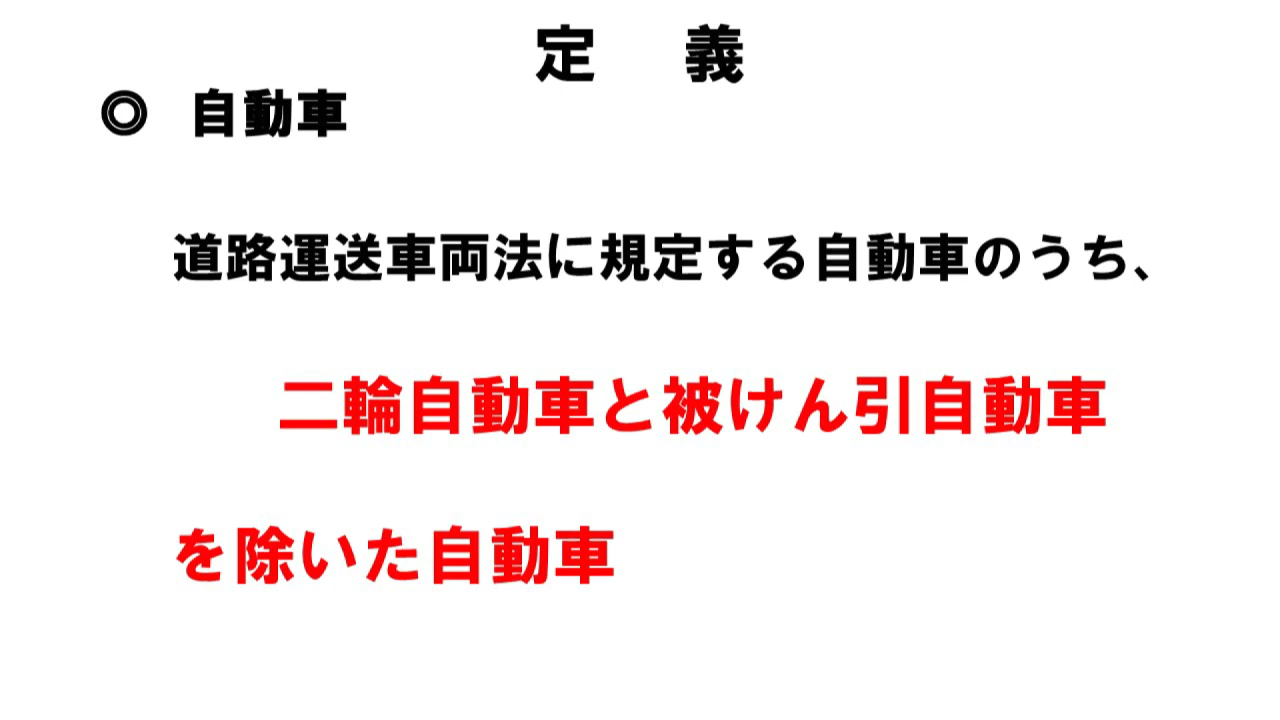 定　義
◎ 自動車
道路運送車両法に規定する自動車のうち、
二輪自動車と被けん引自動車
を除いた自動車